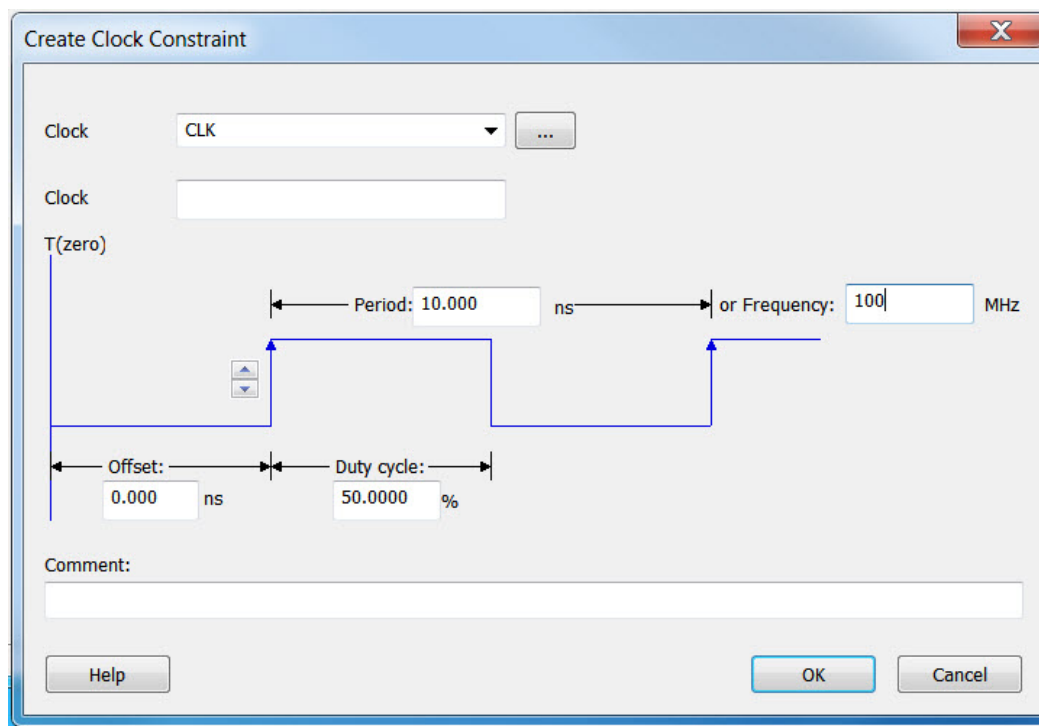 Create Clock Constraint
X
Clock CLK ...
Clock
T(zero)
Period: 10.000 ns or Frequency: 100 MHz
Offset: Duty cycle:
0.000 ns 50.0000 %
Comment:
Help OK Cancel